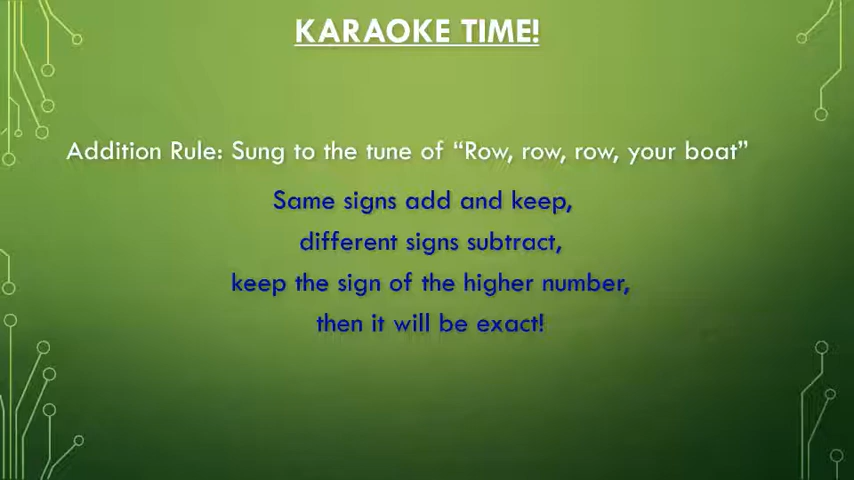 KARAOKE TIME!
Addition Rule: Sung to the tune of “Row, row, row, your boat”
Same signs add and keep,
different signs subtract,
keep the sign of the higher number,
then it will be exact!